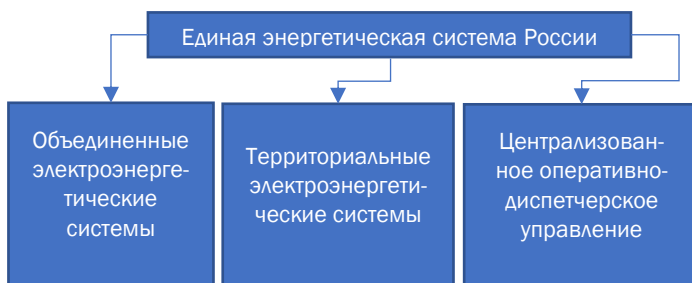 Единая энергетическая система России
Объединенные
электроэнерге-
тические
системы
Территориальные
электроэнергети-
ческие системы
Централизован-
ное оперативно-
диспетчерское
управление